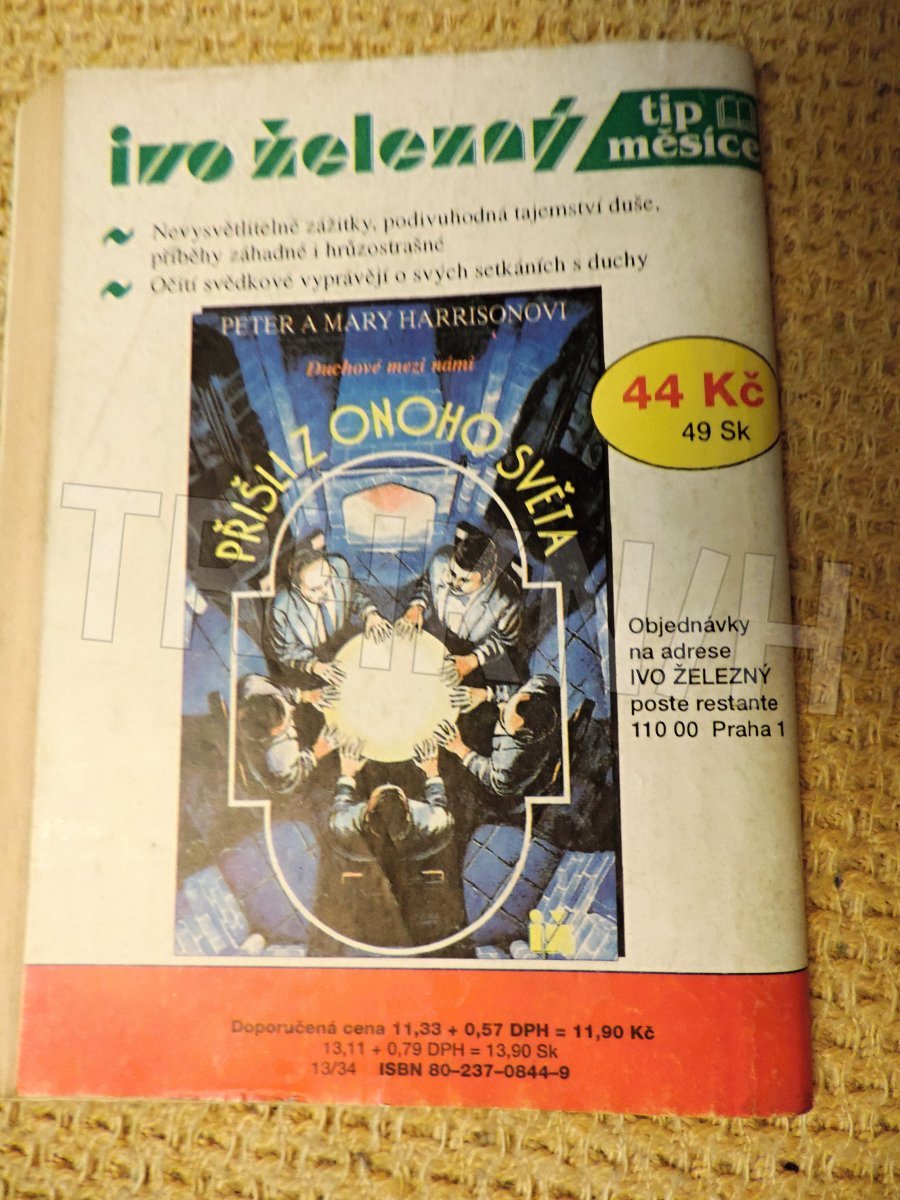 ivo železný
tip
měsíce
Nevysvětlitelné zážitky, podivuhodná tajemství duše,
příběhy záhadné i hrůzostrašné
Očití svědkové vyprávějí o svých setkáních s duchy
PETER A MARY HARRISONOVI
Duchové mezi námi
PŘIŠLI Z ONOHO SVĚTA
44 Kč
49 Sk
Objednávky
na adrese
IVO ŽELEZNÝ
poste restante
110 00 Praha 1
iž
Doporučená cena 11,33 + 0,57 DPH = 11,90 Kč
13,11 + 0,79 DPH = 13,90 Sk
13/34 ISBN 80–237–0844–9